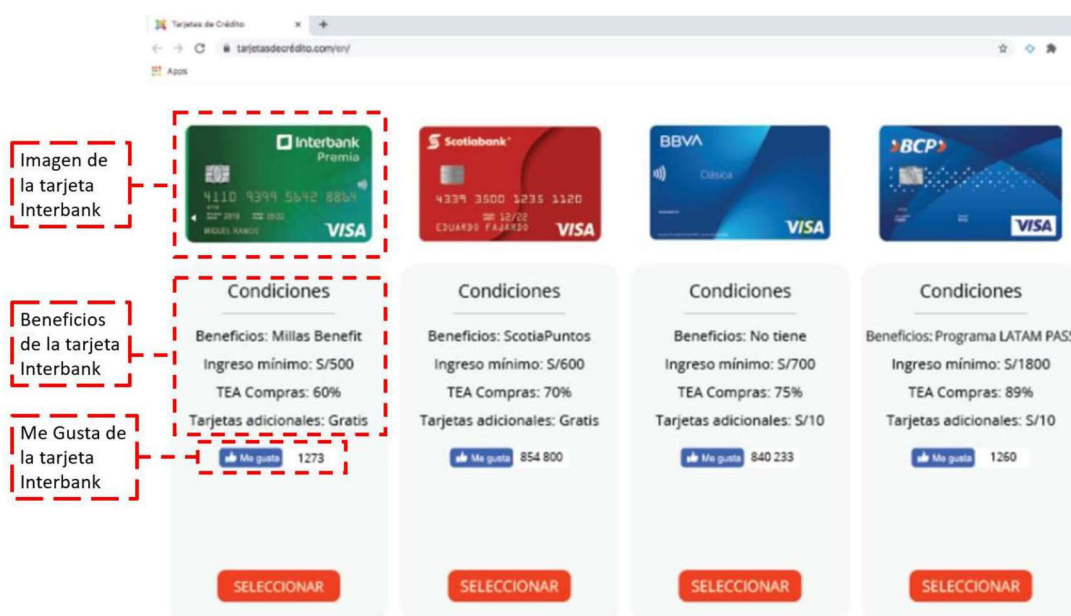 Tarjetas de Crédito
tarjetasdecrédito.com/en/
Apps
Imagen de
la tarjeta
Interbank
Interbank
Premia
4110 9399 5642 8864
MIGUEL RAMOS
VISA
Scotiabank
4339 3500 1235 1120
12/22
EDUARDO FAJARDO
VISA
BBVA
Clásica
VISA
BCP
VISA
Beneficios
de la tarjeta
Interbank
Condiciones
Beneficios: Millas Benefit
Ingreso mínimo: S/500
TEA Compras: 60%
Tarjetas adicionales: Gratis
Me Gusta de
la tarjeta
Interbank
Me gusta 1273
SELECCIONAR
Condiciones
Beneficios: ScotiaPuntos
Ingreso mínimo: S/600
TEA Compras: 70%
Tarjetas adicionales: Gratis
Me gusta 854 800
SELECCIONAR
Condiciones
Beneficios: No tiene
Ingreso mínimo: S/700
TEA Compras: 75%
Tarjetas adicionales: S/10
Me gusta 840 233
SELECCIONAR
Condiciones
Beneficios: Programa LATAM PASS
Ingreso mínimo: S/1800
TEA Compras: 89%
Tarjetas adicionales: S/10
Me gusta 1260
SELECCIONAR